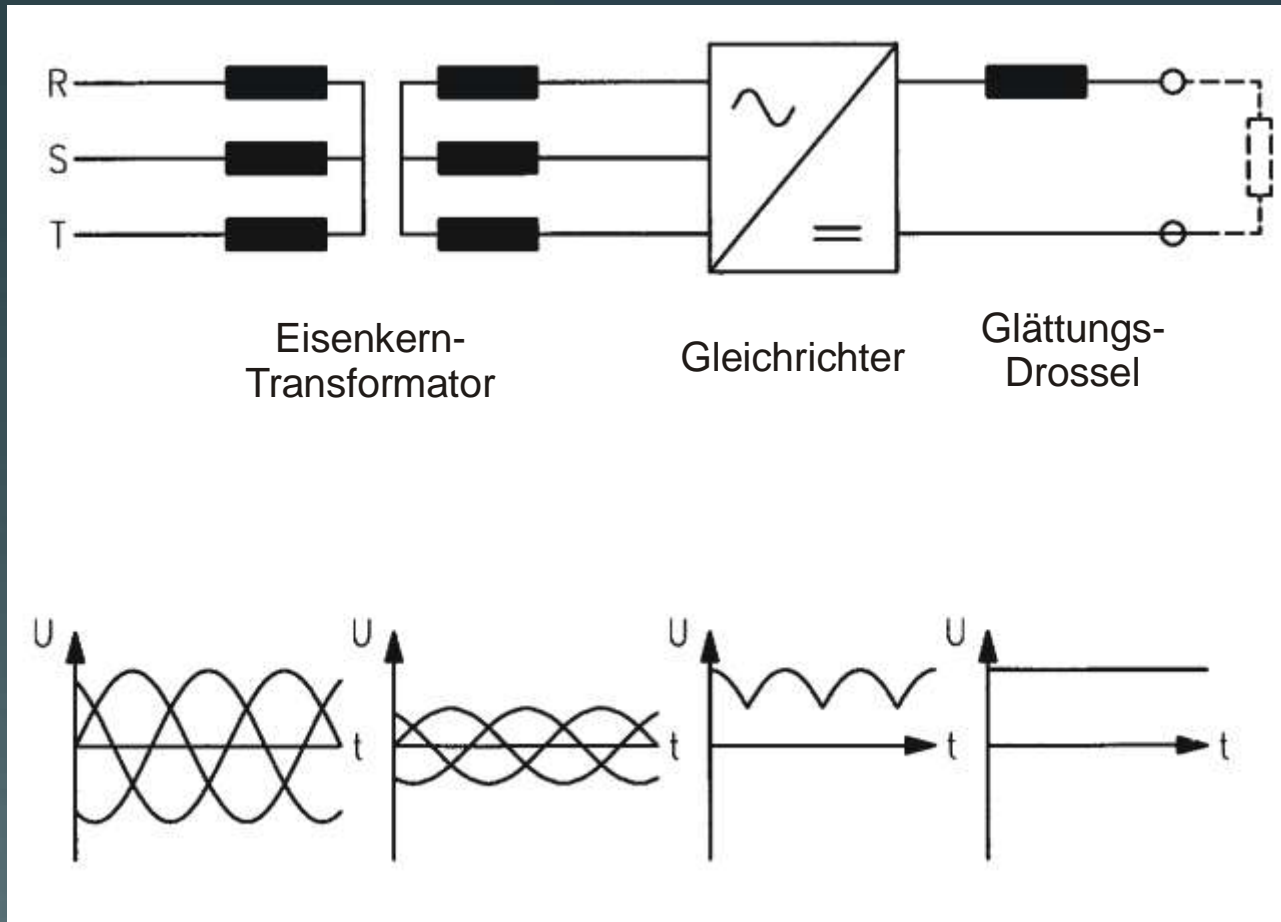 R
S
T
Eisenkern-
Transformator
Gleichrichter
Glättungs-
Drossel
U
t
U
t
U
t
U
t